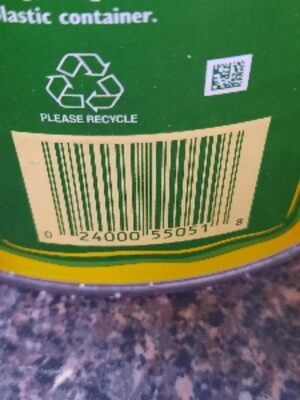 lastic container.
PLEASE RECYCLE
0 24000 55051 8